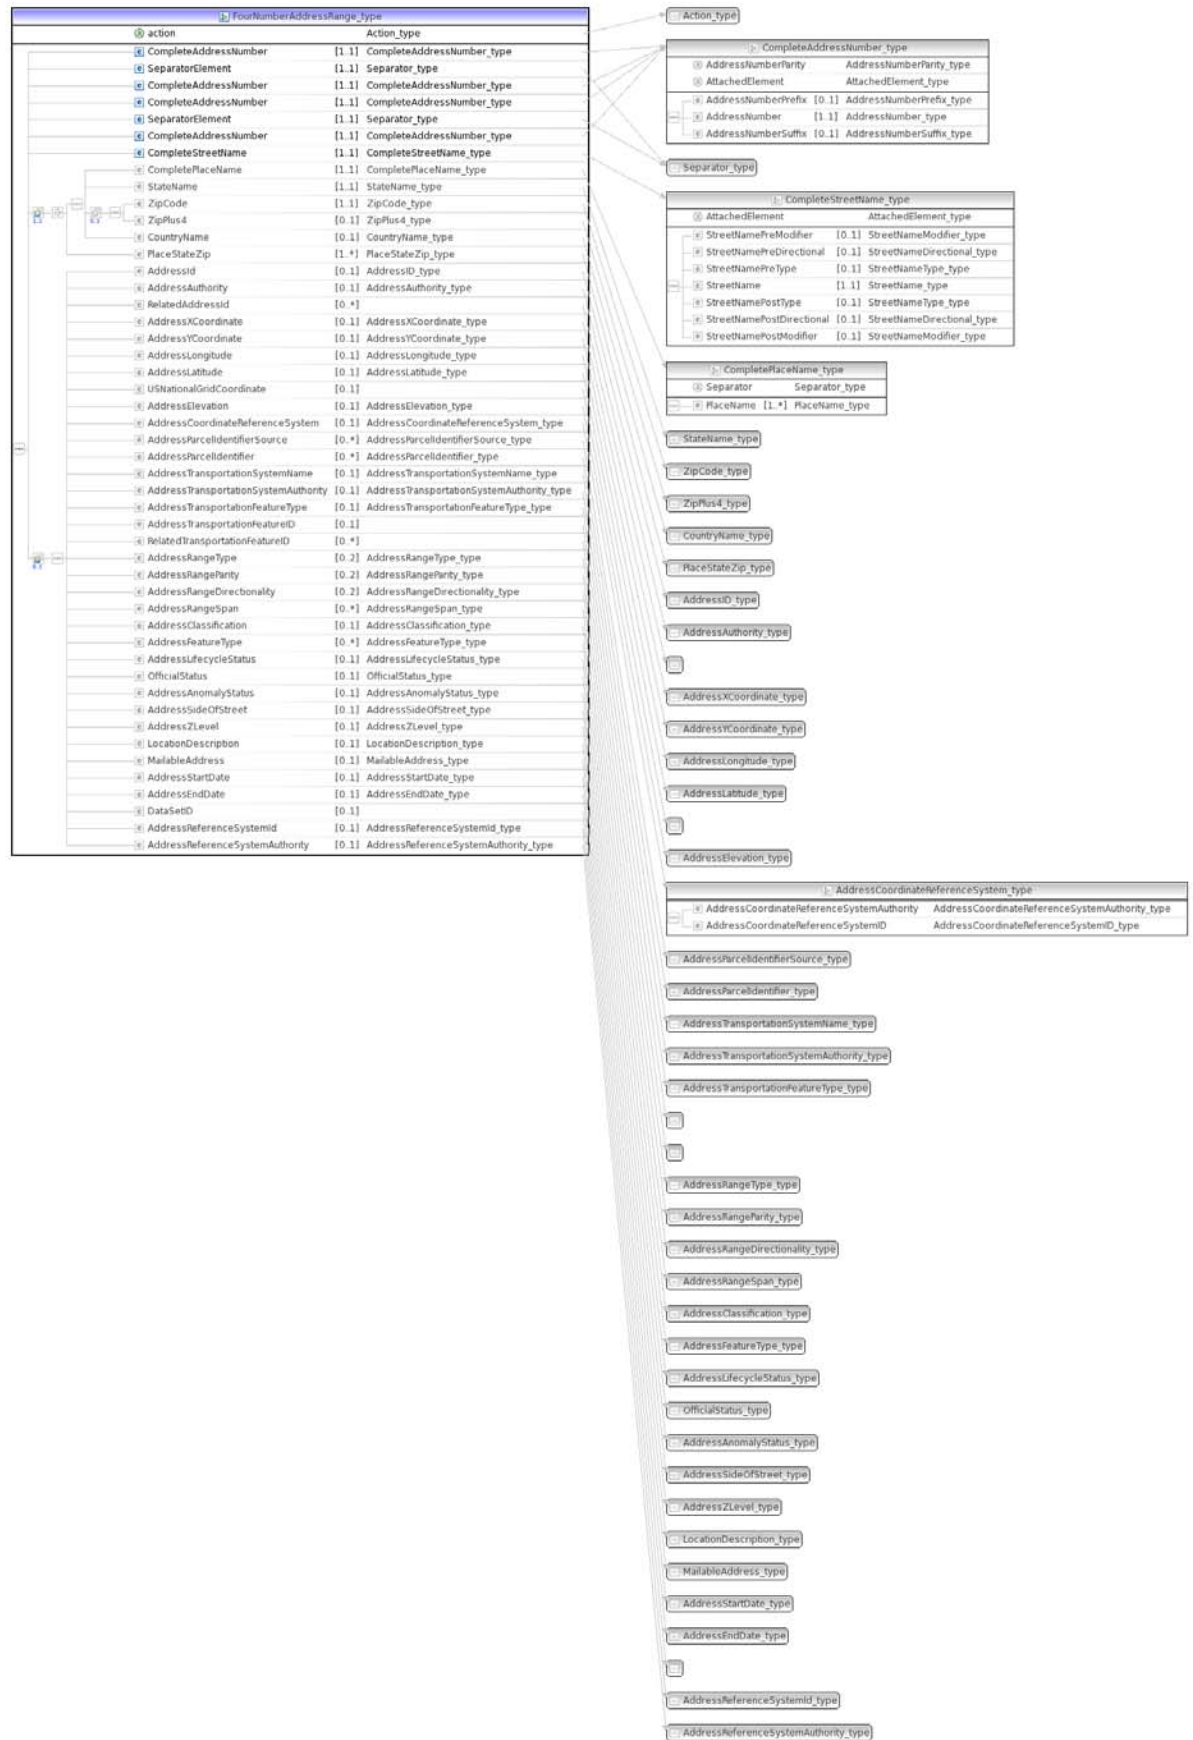 FourNumberAddressRange_type
action Action_type
CompleteAddressNumber [1..1] CompleteAddressNumber_type
SeparatorElement [1..1] Separator_type
CompleteAddressNumber [1..1] CompleteAddressNumber_type
CompleteAddressNumber [1..1] CompleteAddressNumber_type
SeparatorElement [1..1] Separator_type
CompleteAddressNumber [1..1] CompleteAddressNumber_type
CompleteStreetName [1..1] CompleteStreetName_type
CompletePlaceName [1..1] CompletePlaceName_type
StateName [1..1] StateName_type
ZipCode [1..1] ZipCode_type
ZipPlus4 [0..1] ZipPlus4_type
CountryName [0..1] CountryName_type
PlaceStateZip [1..*] PlaceStateZip_type
AddressId [0..1] AddressID_type
AddressAuthority [0..1] AddressAuthority_type
RelatedAddressId [0..*]
AddressXCoordinate [0..1] AddressXCoordinate_type
AddressYCoordinate [0..1] AddressYCoordinate_type
AddressLongitude [0..1] AddressLongitude_type
AddressLatitude [0..1] AddressLatitude_type
USNationalGridCoordinate [0..1]
AddressElevation [0..1] AddressElevation_type
AddressCoordinateReferenceSystem [0..1] AddressCoordinateReferenceSystem_type
AddressParcelIdentifierSource [0..*] AddressParcelIdentifierSource_type
AddressParcelIdentifier [0..*] AddressParcelIdentifier_type
AddressTransportationSystemName [0..1] AddressTransportationSystemName_type
AddressTransportationSystemAuthority [0..1] AddressTransportationSystemAuthority_type
AddressTransportationFeatureType [0..1] AddressTransportationFeatureType_type
AddressTransportationFeatureID [0..1]
RelatedTransportationFeatureID [0..*]
AddressRangeType [0..2] AddressRangeType_type
AddressRangeParity [0..2] AddressRangeParity_type
AddressRangeDirectionality [0..2] AddressRangeDirectionality_type
AddressRangeSpan [0..*] AddressRangeSpan_type
AddressClassification [0..1] AddressClassification_type
AddressFeatureType [0..*] AddressFeatureType_type
AddressLifecycleStatus [0..1] AddressLifecycleStatus_type
OfficialStatus [0..1] OfficialStatus_type
AddressAnomalyStatus [0..1] AddressAnomalyStatus_type
AddressSideOfStreet [0..1] AddressSideOfStreet_type
AddressZLevel [0..1] AddressZLevel_type
LocationDescription [0..1] LocationDescription_type
MailableAddress [0..1] MailableAddress_type
AddressStartDate [0..1] AddressStartDate_type
AddressEndDate [0..1] AddressEndDate_type
DataSetID [0..1]
AddressReferenceSystemId [0..1] AddressReferenceSystemId_type
AddressReferenceSystemAuthority [0..1] AddressReferenceSystemAuthority_type
Action_type
CompleteAddressNumber_type
AddressNumberParity AddressNumberParity_type
AttachedElement AttachedElement_type
AddressNumberPrefix [0..1] AddressNumberPrefix_type
AddressNumber [1..1] AddressNumber_type
AddressNumberSuffix [0..1] AddressNumberSuffix_type
Separator_type
CompleteStreetName_type
AttachedElement AttachedElement_type
StreetNamePreModifier [0..1] StreetNameModifier_type
StreetNamePreDirectional [0..1] StreetNameDirectional_type
StreetNamePreType [0..1] StreetNameType_type
StreetName [1..1] StreetName_type
StreetNamePostType [0..1] StreetNameType_type
StreetNamePostDirectional [0..1] StreetNameDirectional_type
StreetNamePostModifier [0..1] StreetNameModifier_type
CompletePlaceName_type
Separator Separator_type
PlaceName [1..*] PlaceName_type
StateName_type
ZipCode_type
ZipPlus4_type
CountryName_type
PlaceStateZip_type
AddressID_type
AddressAuthority_type
AddressXCoordinate_type
AddressYCoordinate_type
AddressLongitude_type
AddressLatitude_type
AddressElevation_type
AddressCoordinateReferenceSystem_type
AddressCoordinateReferenceSystemAuthority AddressCoordinateReferenceSystemAuthority_type
AddressCoordinateReferenceSystemID AddressCoordinateReferenceSystemID_type
AddressParcelIdentifierSource_type
AddressParcelIdentifier_type
AddressTransportationSystemName_type
AddressTransportationSystemAuthority_type
AddressTransportationFeatureType_type
AddressRangeType_type
AddressRangeParity_type
AddressRangeDirectionality_type
AddressRangeSpan_type
AddressClassification_type
AddressFeatureType_type
AddressLifecycleStatus_type
OfficialStatus_type
AddressAnomalyStatus_type
AddressSideOfStreet_type
AddressZLevel_type
LocationDescription_type
MailableAddress_type
AddressStartDate_type
AddressEndDate_type
AddressReferenceSystemId_type
AddressReferenceSystemAuthority_type